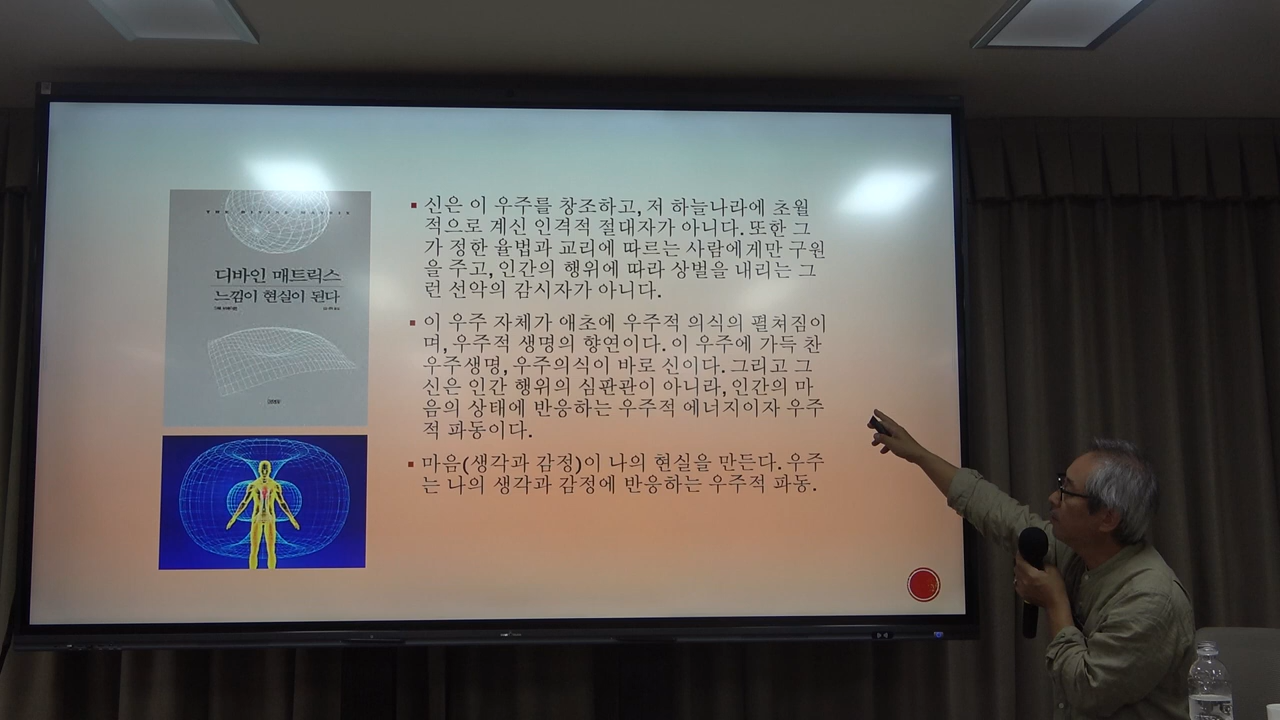 THE DIVINE MATRIX
디바인 매트릭스
느낌이 현실이 된다
신은 이 우주를 창조하고, 저 하늘나라에 초월
적으로 계신 인격적 절대자가 아니다. 또한 그
가 정한 율법과 교리에 따르는 사람에게만 구원
을 주고, 인간의 행위에 따라 상벌을 내리는 그
런 선악의 감시자가 아니다.
이 우주 자체가 애초에 우주적 의식의 펼쳐짐이
며, 우주적 생명의 향연이다. 이 우주에 가득 찬
우주생명, 우주의식이 바로 신이다. 그리고 그
신은 인간 행위의 심판관이 아니라, 인간의 마
음의 상태에 반응하는 우주적 에너지이자 우주
적 파동이다.
마음(생각과 감정)이 나의 현실을 만든다. 우주
는 나의 생각과 감정에 반응하는 우주적 파동.